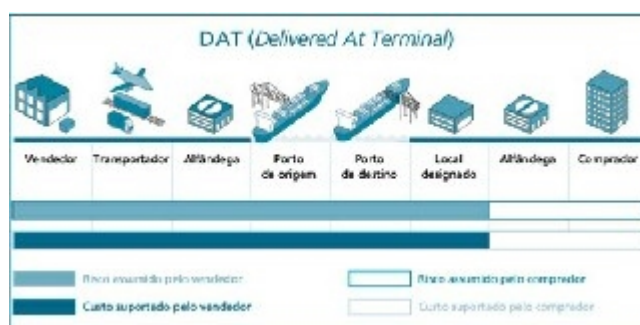 DAT (Delivered At Terminal)
Vendedor
Transportador
Alfândega
Porto
de origem
Porto
de destino
Local
designado
Alfândega
Comprador
Risco assumido pelo vendedor
Risco assumido pelo comprador
Custo suportado pelo vendedor
Custo suportado pelo comprador